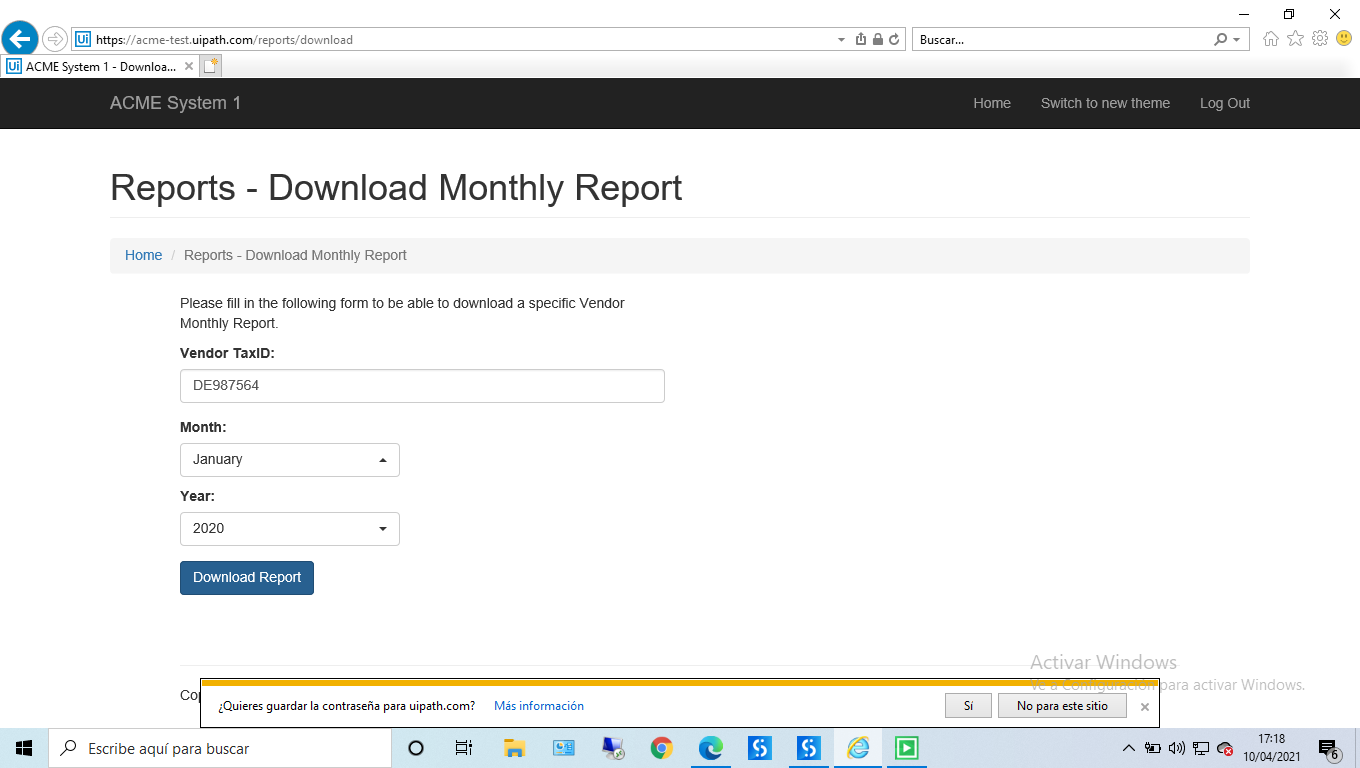 https://acme-test.uipath.com/reports/download
Buscar...
ACME System 1 - Downloa...
ACME System 1
Home
Switch to new theme
Log Out
Reports - Download Monthly Report
Home / Reports - Download Monthly Report
Please fill in the following form to be able to download a specific Vendor
Monthly Report.
Vendor TaxID:
DE987564
Month:
January
Year:
2020
Download Report
Activar Windows
Ve a Configuración para activar Windows.
Cop
¿Quieres guardar la contraseña para uipath.com?
Más información
Sí
No para este sitio
Escribe aquí para buscar
17:18
10/04/2021
6